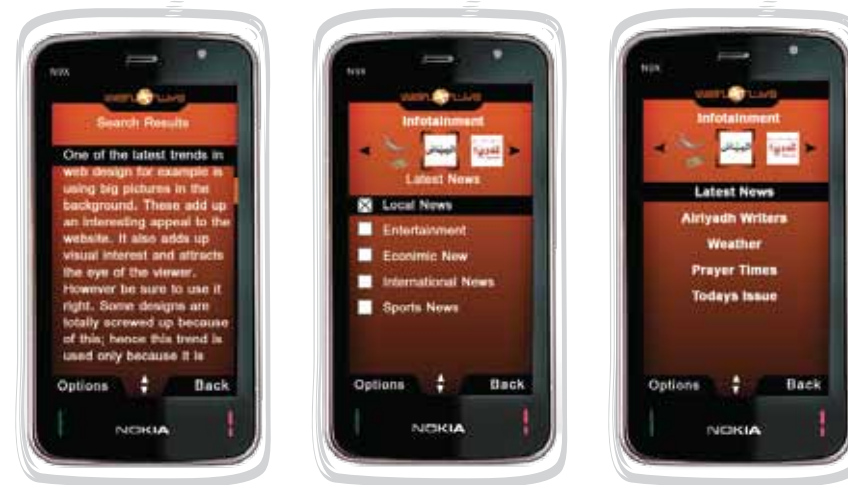 N9X
Search Results
One of the latest trends in
web design for example is
using big pictures in the
background. These add up
an interesting appeal to the
website. It also adds up
visual interest and attracts
the eye of the viewer.
However be sure to use it
right. Some designs are
totally screwed up because
of this; hence this trend is
used only because it is
Options
Back
NOKIA
Infotainment
Latest News
Local News
Entertainment
Econimic New
International News
Sports News
Options
Back
NOKIA
Infotainment
Latest News
Alriyadh Writers
Weather
Prayer Times
Todays Issue
Options
Back
NOKIA